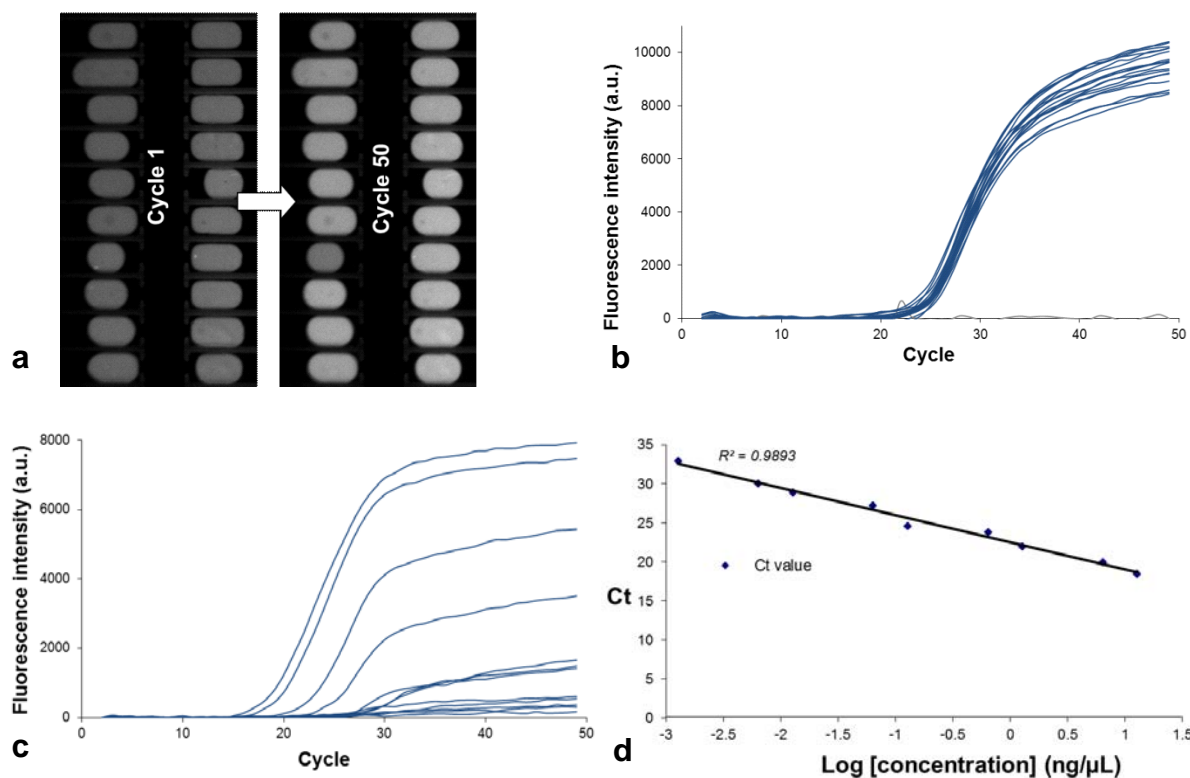 Cycle 1
Cycle 50
a
Fluorescence intensity (a.u.)
10000
8000
6000
4000
2000
0
0 10 20 30 40 50
Cycle
b
Fluorescence intensity (a.u.)
8000
6000
4000
2000
0
0 10 20 30 40 50
Cycle
c
35
30
25
20
15
10
5
0
R² = 0.9893
Ct value
Ct
-3 -2.5 -2 -1.5 -1 -0.5 0 0.5 1 1.5
Log [concentration] (ng/µL)
d